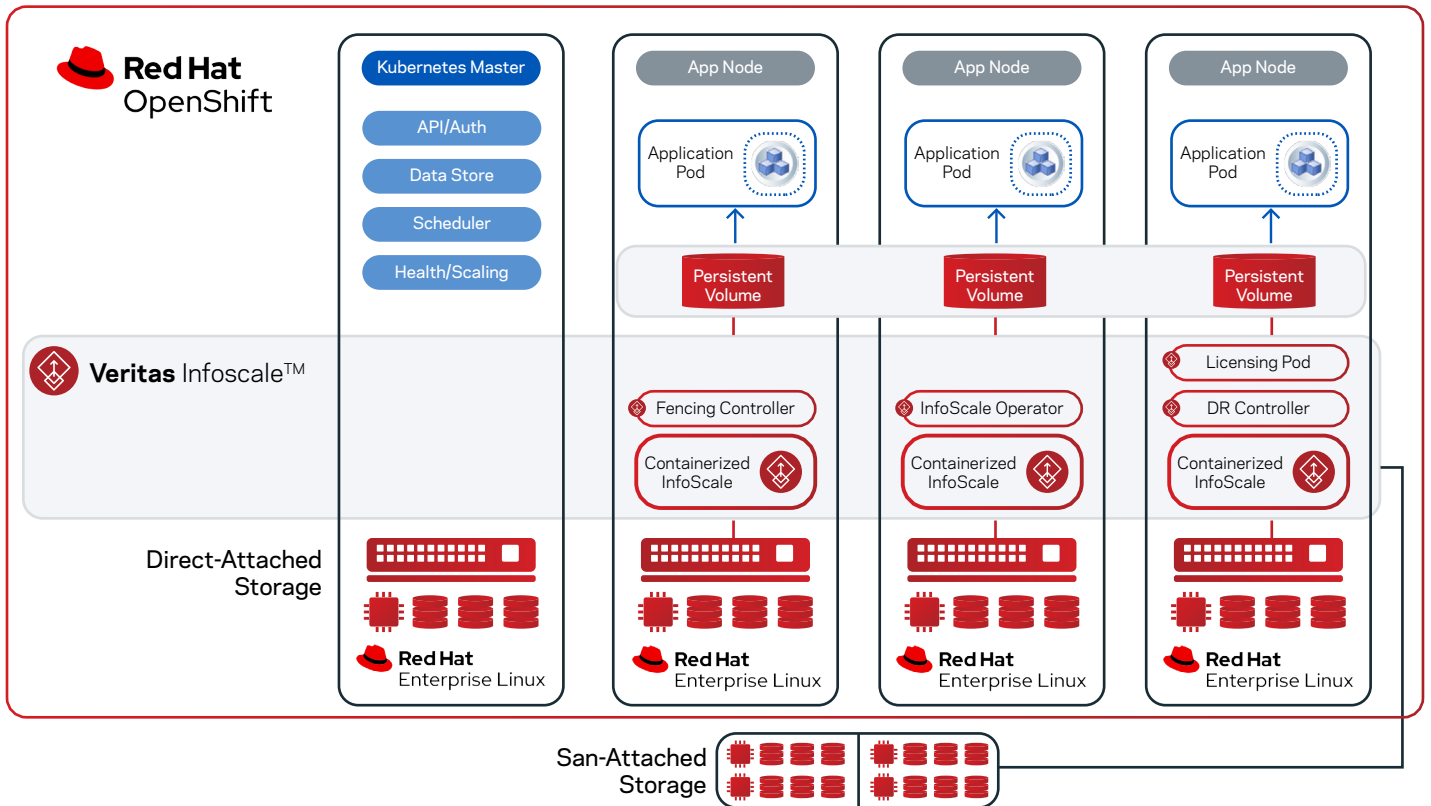 Red Hat
OpenShift
Kubernetes Master
API/Auth
Data Store
Scheduler
Health/Scaling
App Node
Application
Pod
Persistent
Volume
App Node
Application
Pod
Persistent
Volume
App Node
Application
Pod
Persistent
Volume
Veritas Infoscale™
Fencing Controller
Containerized
InfoScale
InfoScale Operator
Containerized
InfoScale
Licensing Pod
DR Controller
Containerized
InfoScale
Direct-Attached
Storage
Red Hat
Enterprise Linux
Red Hat
Enterprise Linux
Red Hat
Enterprise Linux
Red Hat
Enterprise Linux
San-Attached
Storage